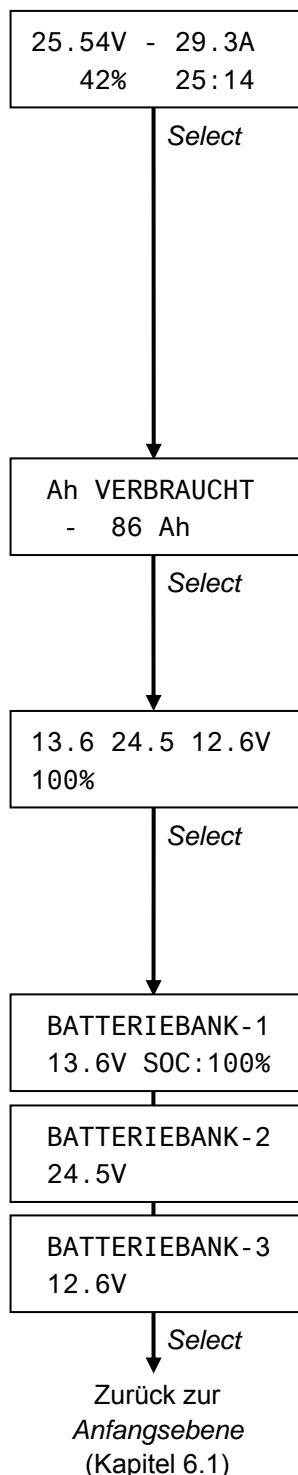 25.54V - 29.3A
42% 25:14
Select
Ah VERBRAUCHT
- 86 Ah
Select
13.6 24.5 12.6V
100%
Select
BATTERIEBANK-1
13.6V SOC:100%
BATTERIEBANK-2
24.5V
BATTERIEBANK-3
12.6V
Select
Zurück zur
Anfangsebene
(Kapitel 6.1)